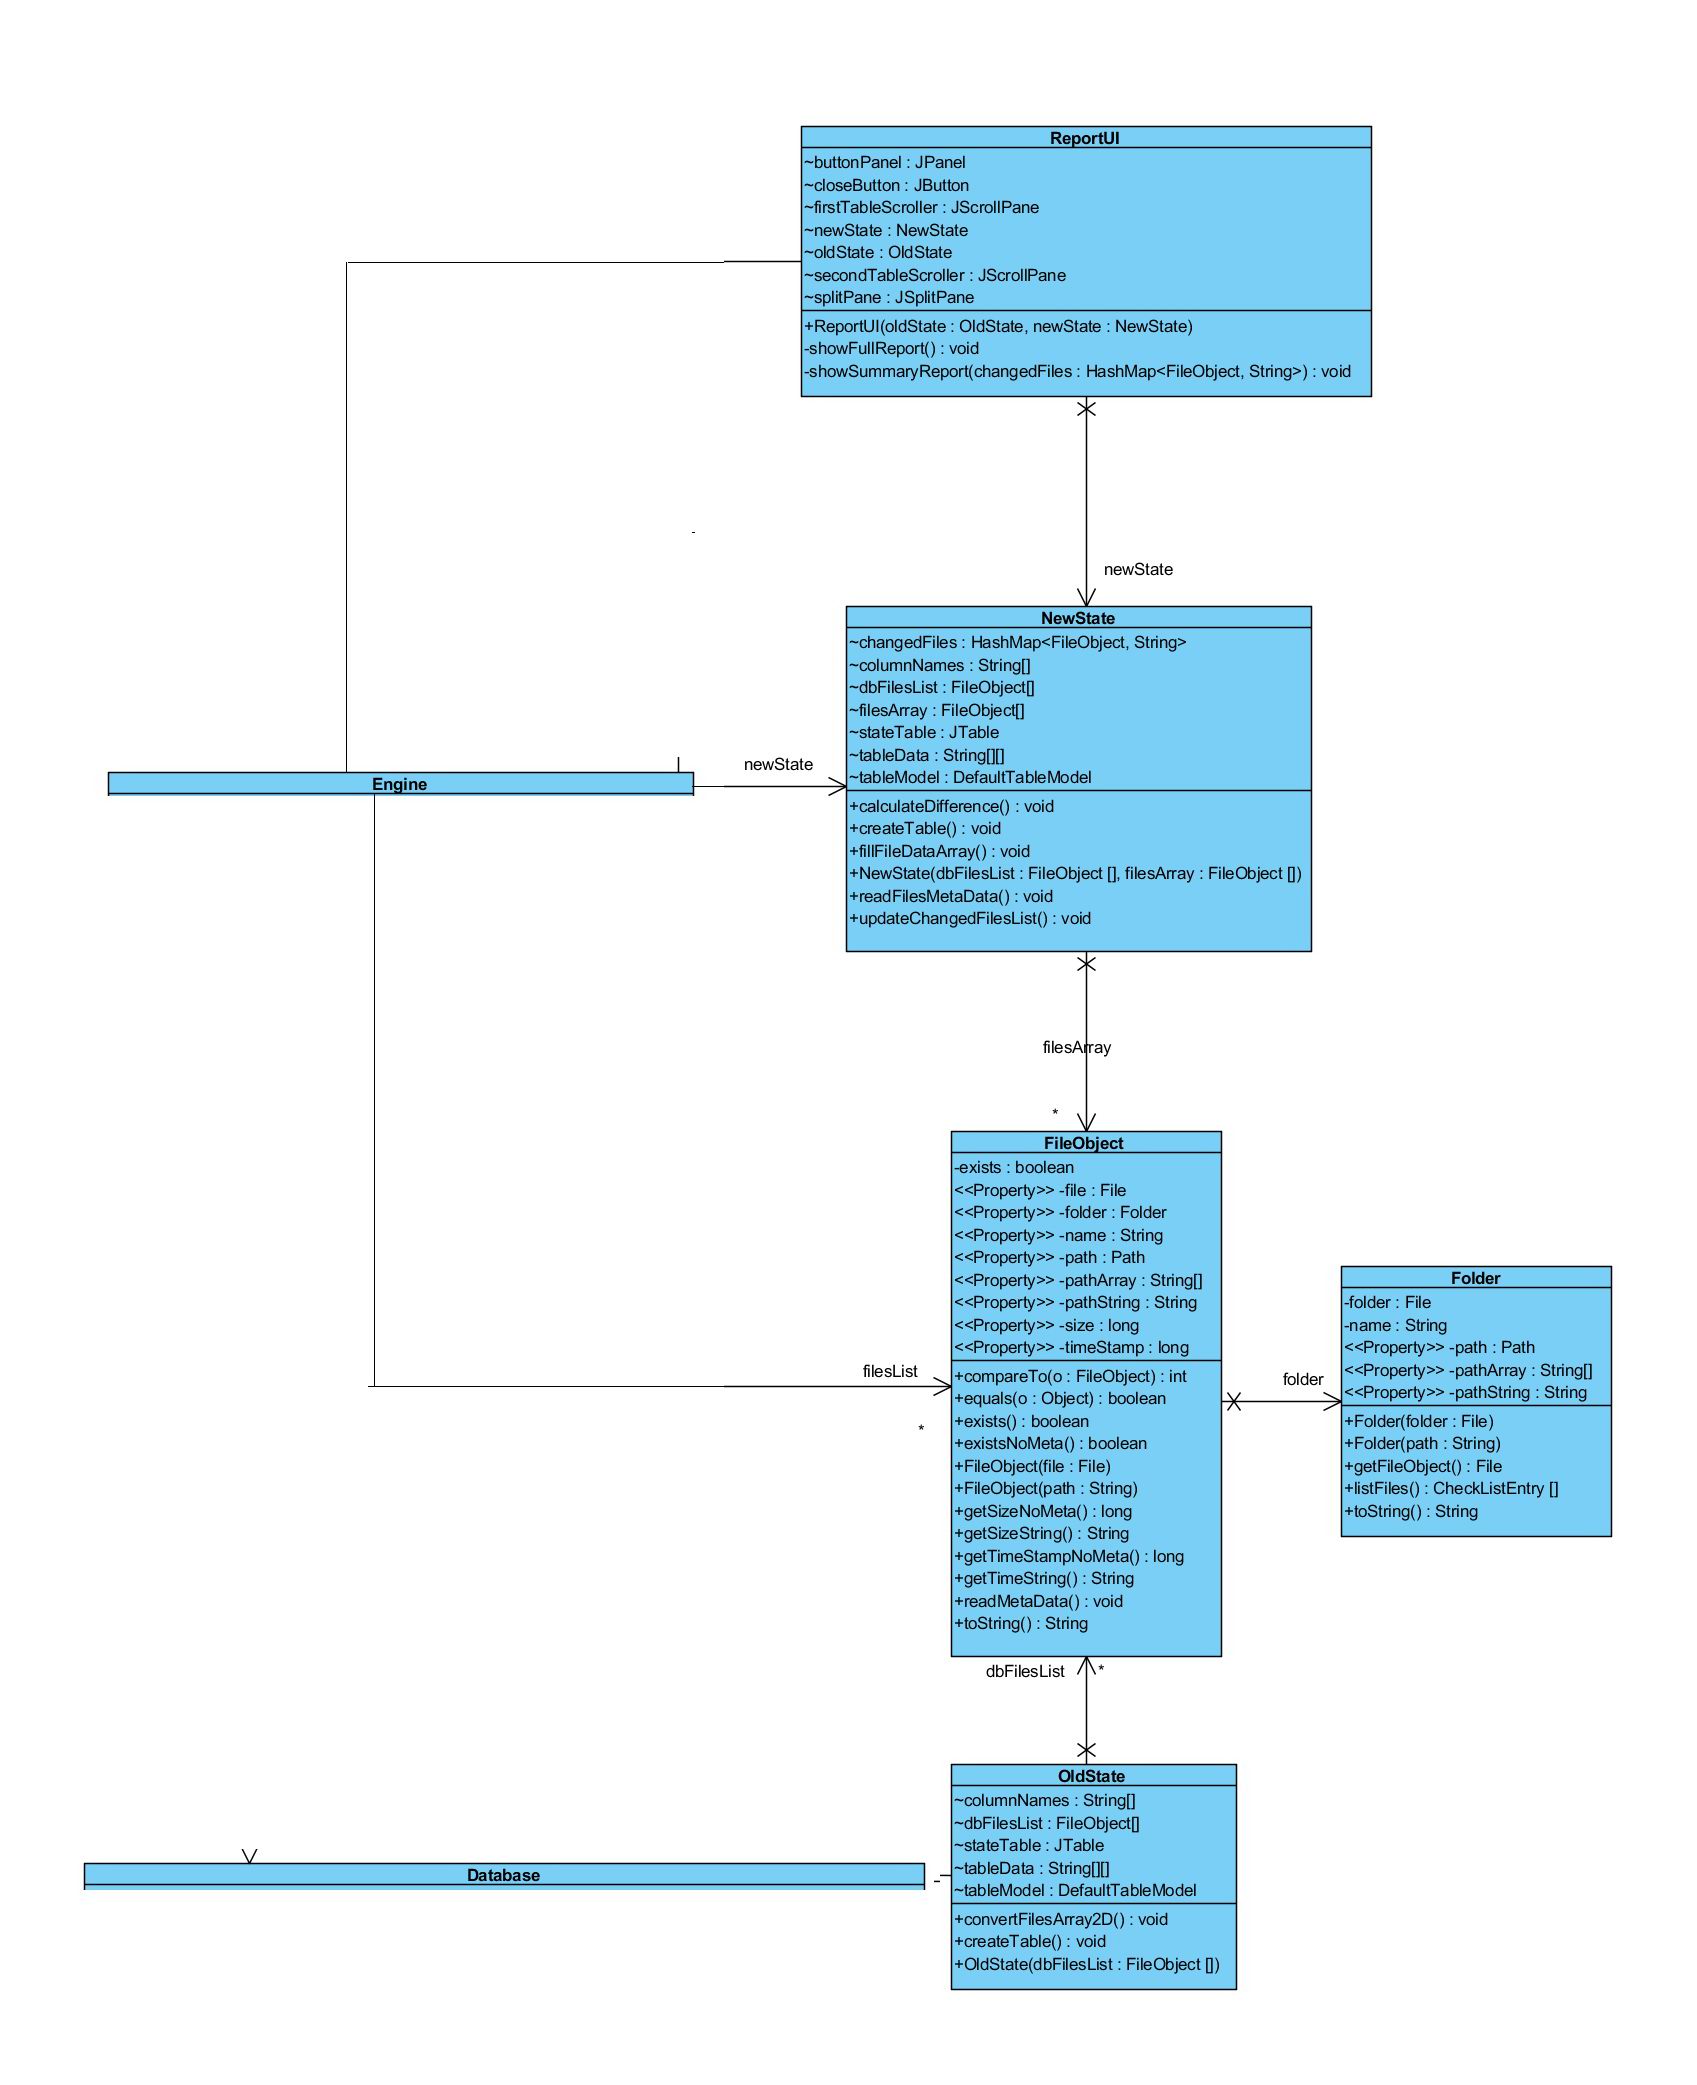 ReportUI
~buttonPanel : JPanel
~closeButton : JButton
~firstTableScroller : JScrollPane
~newState : NewState
~oldState : OldState
~secondTableScroller : JScrollPane
~splitPane : JSplitPane
+ReportUI(oldState : OldState, newState : NewState)
-showFullReport() : void
-showSummaryReport(changedFiles : HashMap<FileObject, String>) : void
newState
NewState
~changedFiles : HashMap<FileObject, String>
~columnNames : String[]
~dbFilesList : FileObject[]
~filesArray : FileObject[]
~stateTable : JTable
~tableData : String[][]
~tableModel : DefaultTableModel
+calculateDifference() : void
+createTable() : void
+fillFileDataArray() : void
+NewState(dbFilesList : FileObject [], filesArray : FileObject [])
+readFilesMetaData() : void
+updateChangedFilesList() : void
newState
Engine
filesArray
*
FileObject
-exists : boolean
<<Property>> -file : File
<<Property>> -folder : Folder
<<Property>> -name : String
<<Property>> -path : Path
<<Property>> -pathArray : String[]
<<Property>> -pathString : String
<<Property>> -size : long
<<Property>> -timeStamp : long
+compareTo(o : FileObject) : int
+equals(o : Object) : boolean
+exists() : boolean
+existsNoMeta() : boolean
+FileObject(file : File)
+FileObject(path : String)
+getSizeNoMeta() : long
+getSizeString() : String
+getTimeStampNoMeta() : long
+getTimeString() : String
+readMetaData() : void
+toString() : String
filesList
*
folder
Folder
-folder : File
-name : String
<<Property>> -path : Path
<<Property>> -pathArray : String[]
<<Property>> -pathString : String
+Folder(folder : File)
+Folder(path : String)
+getFileObject() : File
+listFiles() : CheckListEntry []
+toString() : String
dbFilesList *
OldState
~columnNames : String[]
~dbFilesList : FileObject[]
~stateTable : JTable
~tableData : String[][]
~tableModel : DefaultTableModel
+convertFilesArray2D() : void
+createTable() : void
+OldState(dbFilesList : FileObject [])
Database